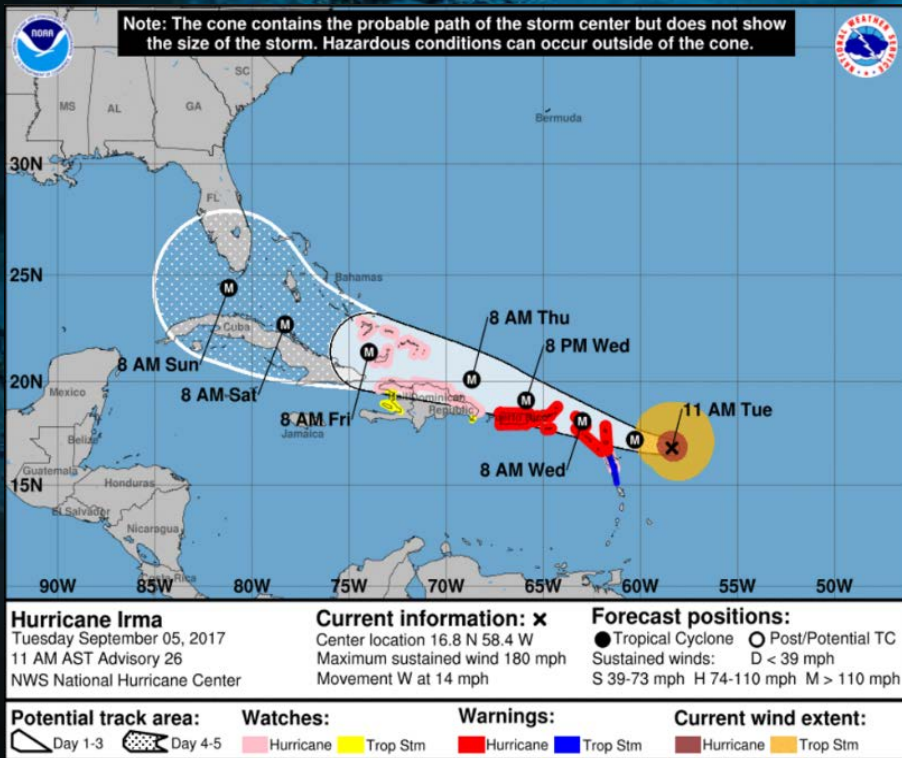 Note: The cone contains the probable path of the storm center but does not show
the size of the storm. Hazardous conditions can occur outside of the cone.
NOAA
SC
MS
AL
GA
Bermuda
30N
FL
25N
Bahamas
8 AM Thu
Cuba
8 PM Wed
8 AM Sun
20N
Mexico
8 AM Sat
Dominican
Republic
11 AM Tue
8 AM Fri
Jamaica
Belize
8 AM Wed
Guatemala
15N
Honduras
El Salvador
Nicaragua
Costa Rica
90W 85W 80W 75W 70W 65W 60W 55W 50W
M M M M M M M
Hurricane Irma
Tuesday September 05, 2017
11 AM AST Advisory 26
NWS National Hurricane Center
Current information: x
Center location 16.8 N 58.4 W
Maximum sustained wind 180 mph
Movement W at 14 mph
Forecast positions:
Tropical Cyclone Post/Potential TC
Sustained winds: D < 39 mph
S 39-73 mph H 74-110 mph M > 110 mph
Potential track area:
Day 1-3 Day 4-5
Watches:
Hurricane Trop Stm
Warnings:
Hurricane Trop Stm
Current wind extent:
Hurricane Trop Stm